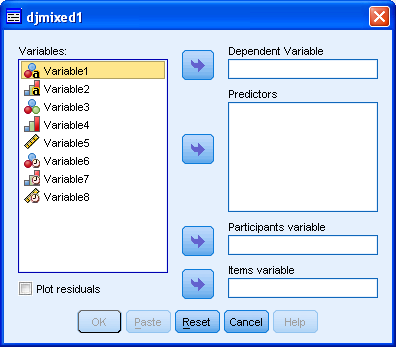 djmixed1
Variables:
Variable1
Variable2
Variable3
Variable4
Variable5
Variable6
Variable7
Variable8
Plot residuals
Dependent Variable
Predictors
Participants variable
Items variable
OK Paste Reset Cancel Help